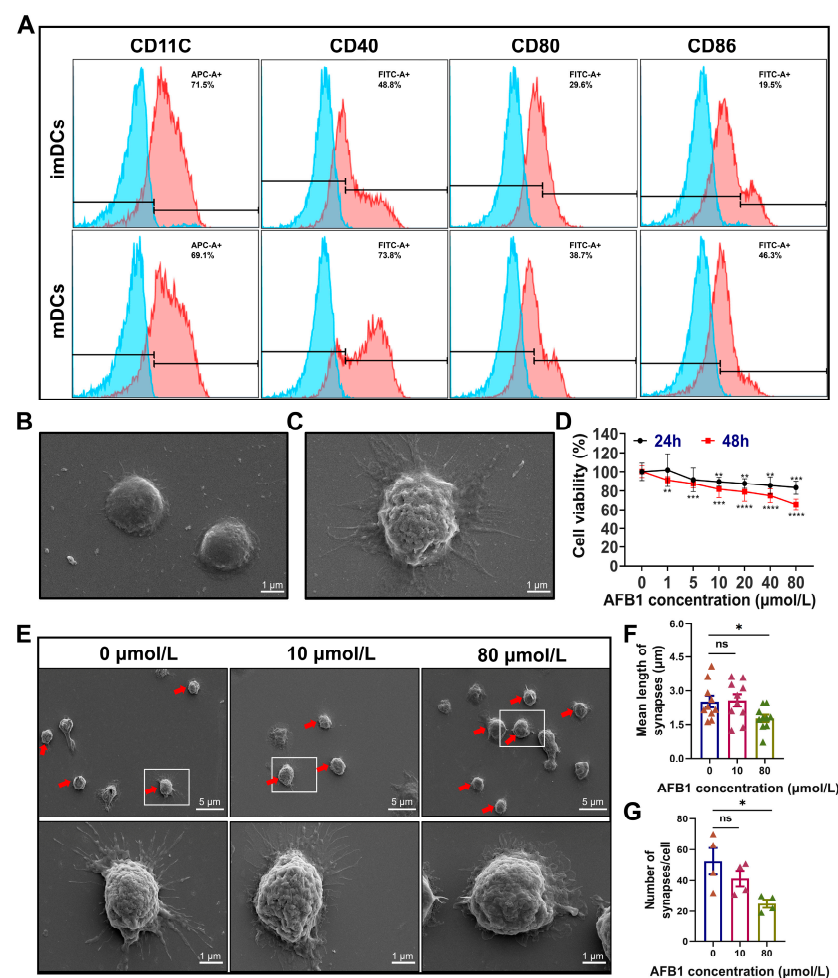 A
CD11C CD40 CD80 CD86
imDCs
APC-A+
71.5%
FITC-A+
48.8%
FITC-A+
29.6%
FITC-A+
19.5%
mDCs
APC-A+
69.1%
FITC-A+
73.8%
FITC-A+
38.7%
FITC-A+
46.3%
B
1 µm
C
1 µm
D
24h 48h
Cell viability (%)
140
120
100
80
60
40
20
0
** ** ** ***
** *** *** **** **** ****
0 1 5 10 20 40 80
AFB1 concentration (µmol/L)
E
0 µmol/L 10 µmol/L 80 µmol/L
5 µm 5 µm 5 µm
1 µm 1 µm 1 µm
F
Mean length of
synapses (µm)
6.0
4.5
3.0
1.5
0.0
*
ns
0 10 80
AFB1 concntration (µmol/L)
G
Number of
synapses/cell
80
60
40
20
0
*
ns
0 10 80
AFB1 concentration (µmol/L)